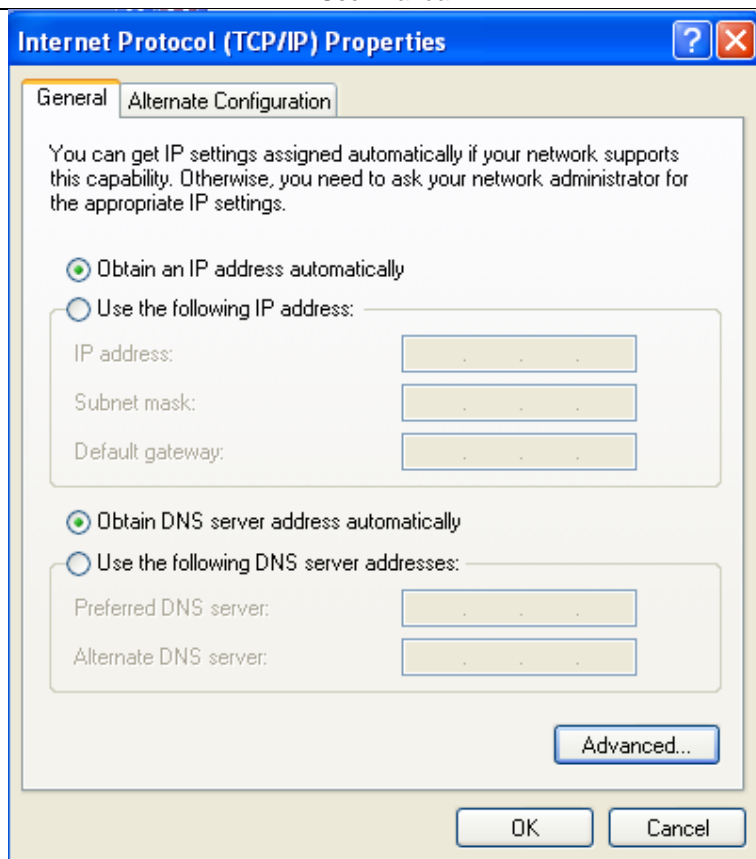 Internet Protocol (TCP/IP) Properties
General
Alternate Configuration
You can get IP settings assigned automatically if your network supports
this capability. Otherwise, you need to ask your network administrator for
the appropriate IP settings.
Obtain an IP address automatically
Use the following IP address:
IP address:
Subnet mask:
Default gateway:
Obtain DNS server address automatically
Use the following DNS server addresses:
Preferred DNS server:
Alternate DNS server:
Advanced...
OK
Cancel